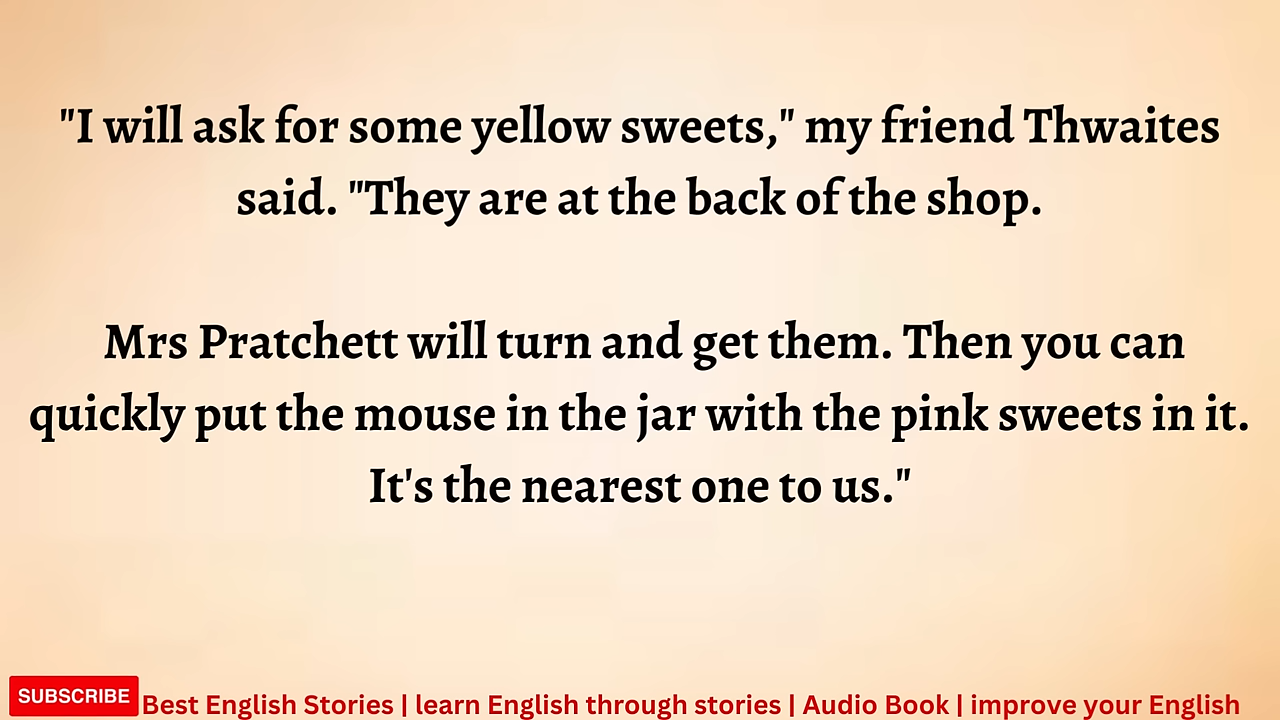 "I will ask for some yellow sweets," my friend Thwaites
said. "They are at the back of the shop.
Mrs Pratchett will turn and get them. Then you can
quickly put the mouse in the jar with the pink sweets in it.
It's the nearest one to us."
SUBSCRIBE
Best English Stories | learn English through stories | Audio Book | improve your English